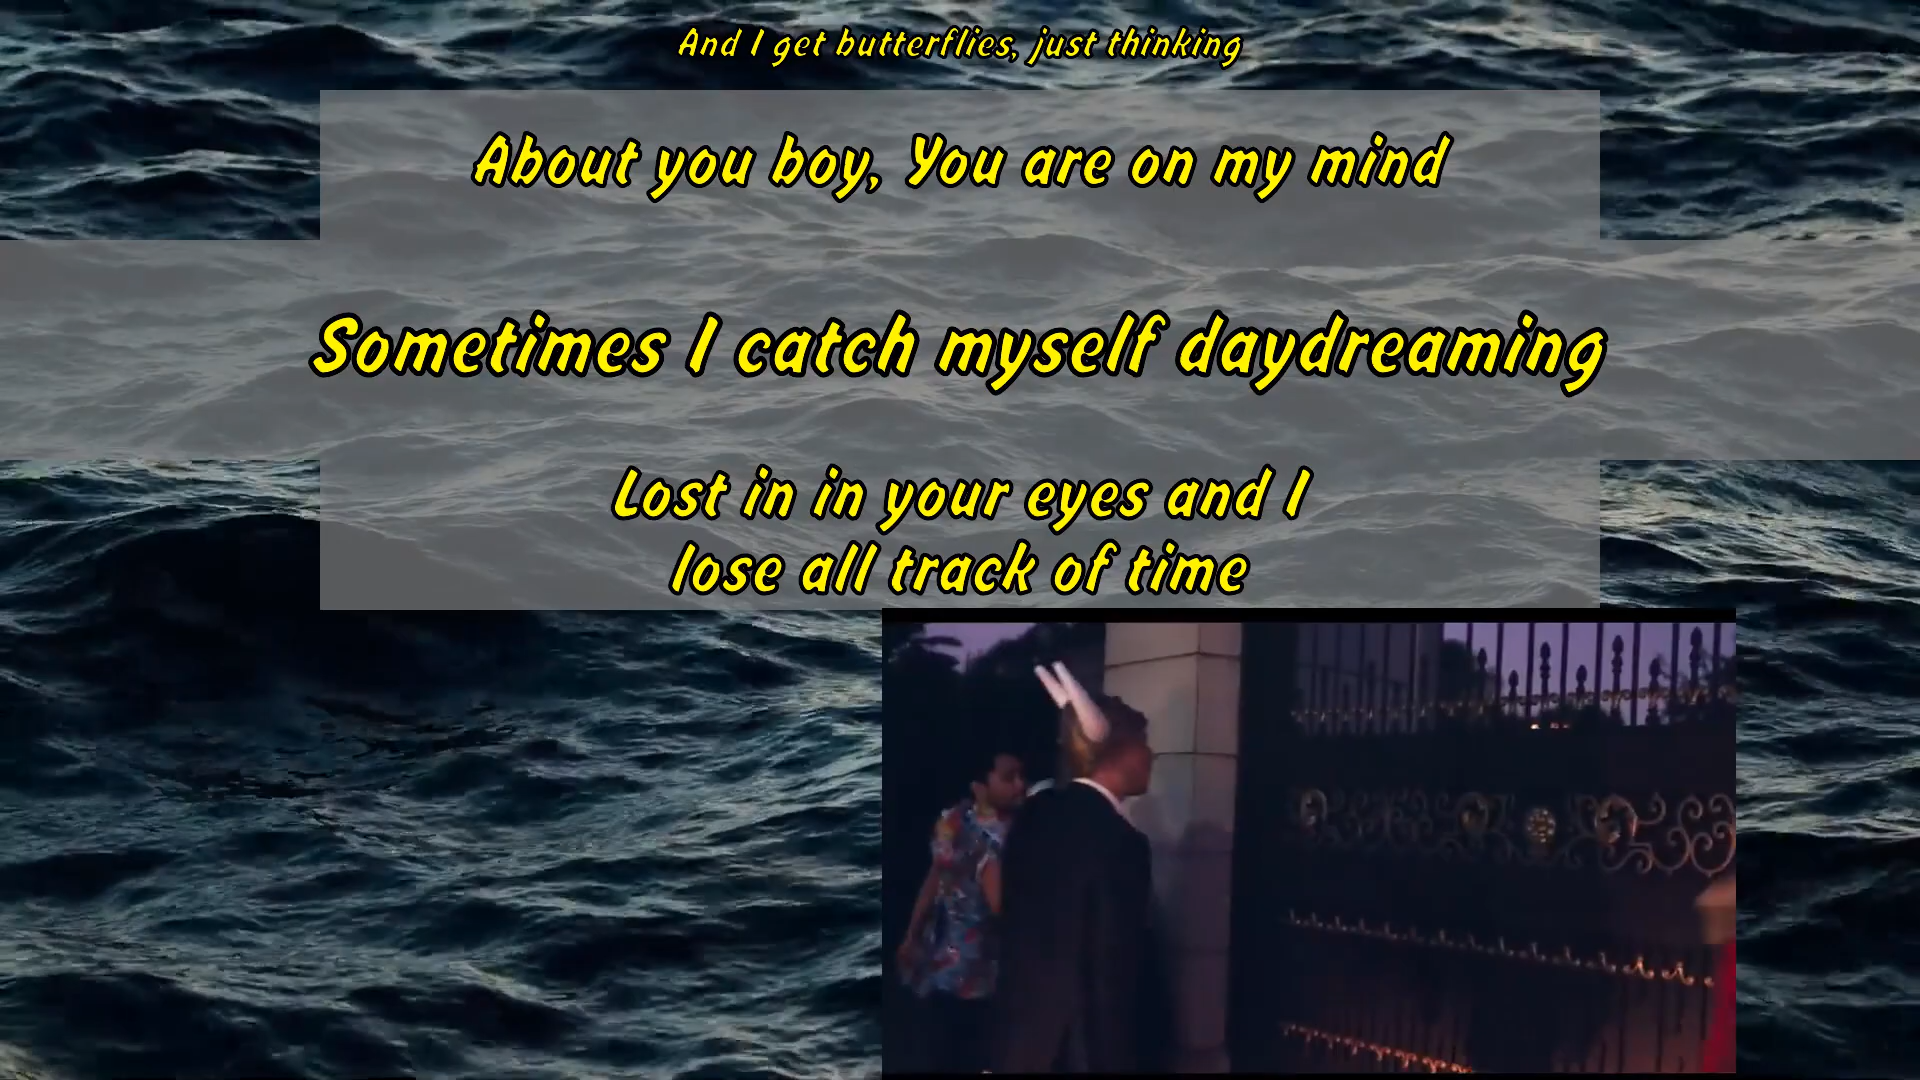 And I get butterflies, just thinking
About you boy, You are on my mind
Sometimes I catch myself daydreaming
Lost in in your eyes and I
lose all track of time